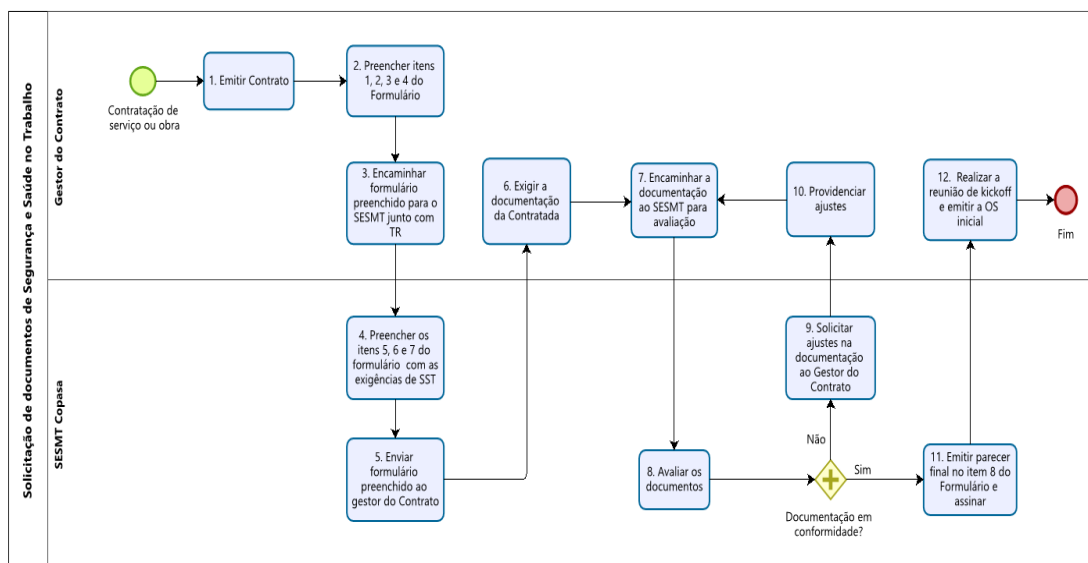 Solicitação de documentos de Segurança e Saúde no Trabalho
Gestor do Contrato
Contratação de
serviço ou obra
1. Emitir Contrato
2. Preencher itens
1, 2, 3 e 4 do
Formulário
3. Encaminhar
formulário
preenchido para o
SESMT junto com
TR
6. Exigir a
documentação
da Contratada
7. Encaminhar a
documentação
ao SESMT para
avaliação
10. Providenciar
ajustes
12. Realizar a
reunião de kickoff
e emitir a OS
inicial
Fim
SESMT Copasa
4. Preencher os
itens 5, 6 e 7 do
formulário com as
exigências de SST
5. Enviar
formulário
preenchido ao
gestor do Contrato
8. Avaliar os
documentos
9. Solicitar
ajustes na
documentação
ao Gestor do
Contrato
Não
Sim
Documentação em
conformidade?
11. Emitir parecer
final no item 8 do
Formulário e
assinar